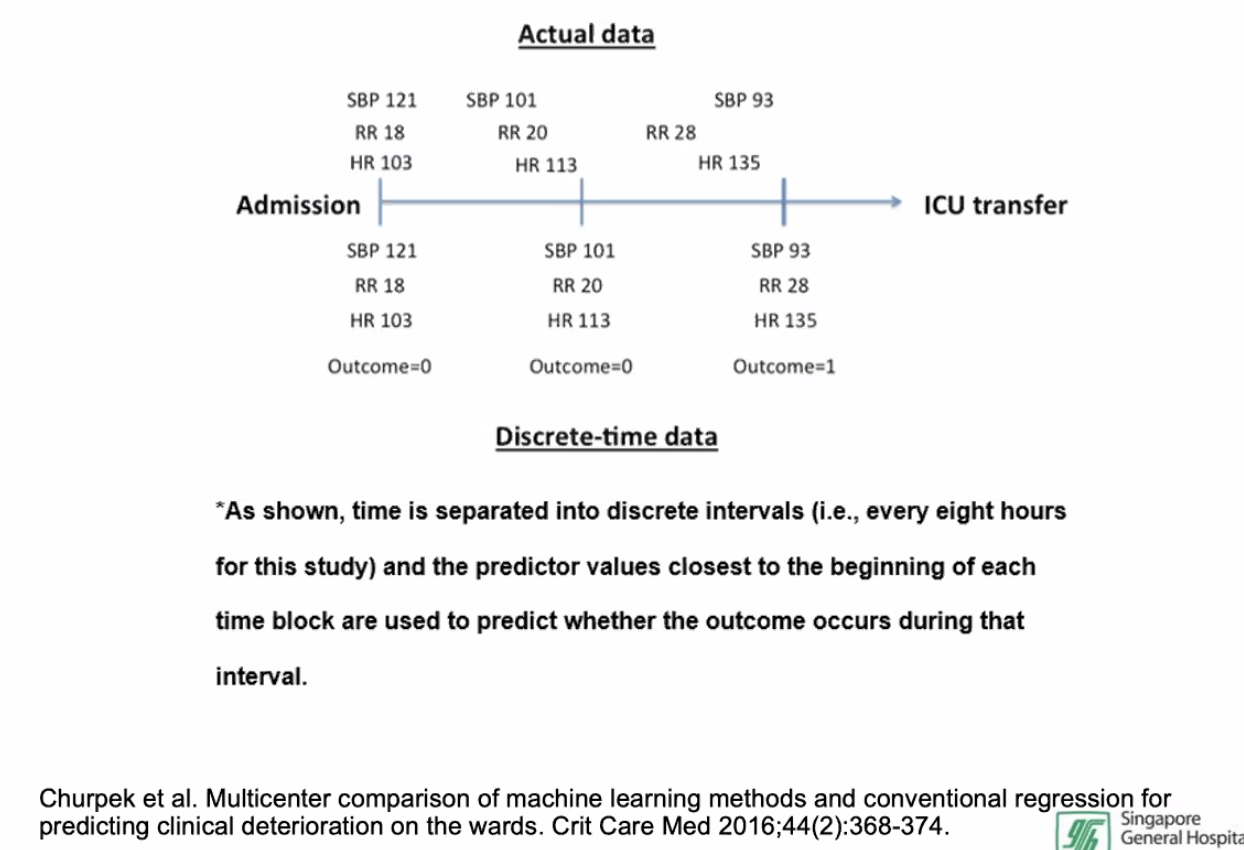 Actual data
SBP 121 SBP 101 SBP 93
RR 18 RR 20 RR 28
HR 103 HR 113 HR 135
Admission ICU transfer
SBP 121 SBP 101 SBP 93
RR 18 RR 20 RR 28
HR 103 HR 113 HR 135
Outcome=0 Outcome=0 Outcome=1
Discrete-time data
*As shown, time is separated into discrete intervals (i.e., every eight hours
for this study) and the predictor values closest to the beginning of each
time block are used to predict whether the outcome occurs during that
interval.
Churpek et al. Multicenter comparison of machine learning methods and conventional regression for
predicting clinical deterioration on the wards. Crit Care Med 2016;44(2):368-374.
Singapore
General Hospita